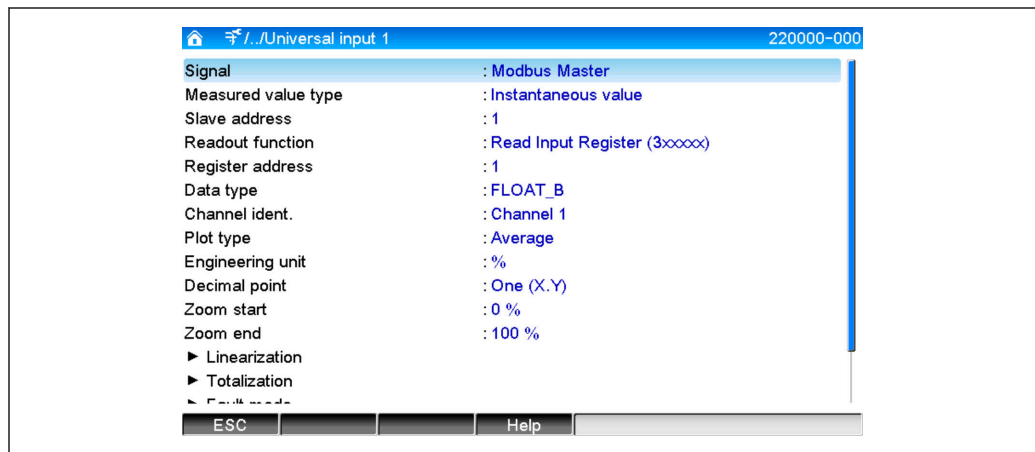 /../Universal input 1 220000-000
Signal : Modbus Master
Measured value type : Instantaneous value
Slave address : 1
Readout function : Read Input Register (3xxxxx)
Register address : 1
Data type : FLOAT_B
Channel ident. : Channel 1
Plot type : Average
Engineering unit : %
Decimal point : One (X.Y)
Zoom start : 0 %
Zoom end : 100 %
► Linearization
► Totalization
► Fault mode
ESC Help